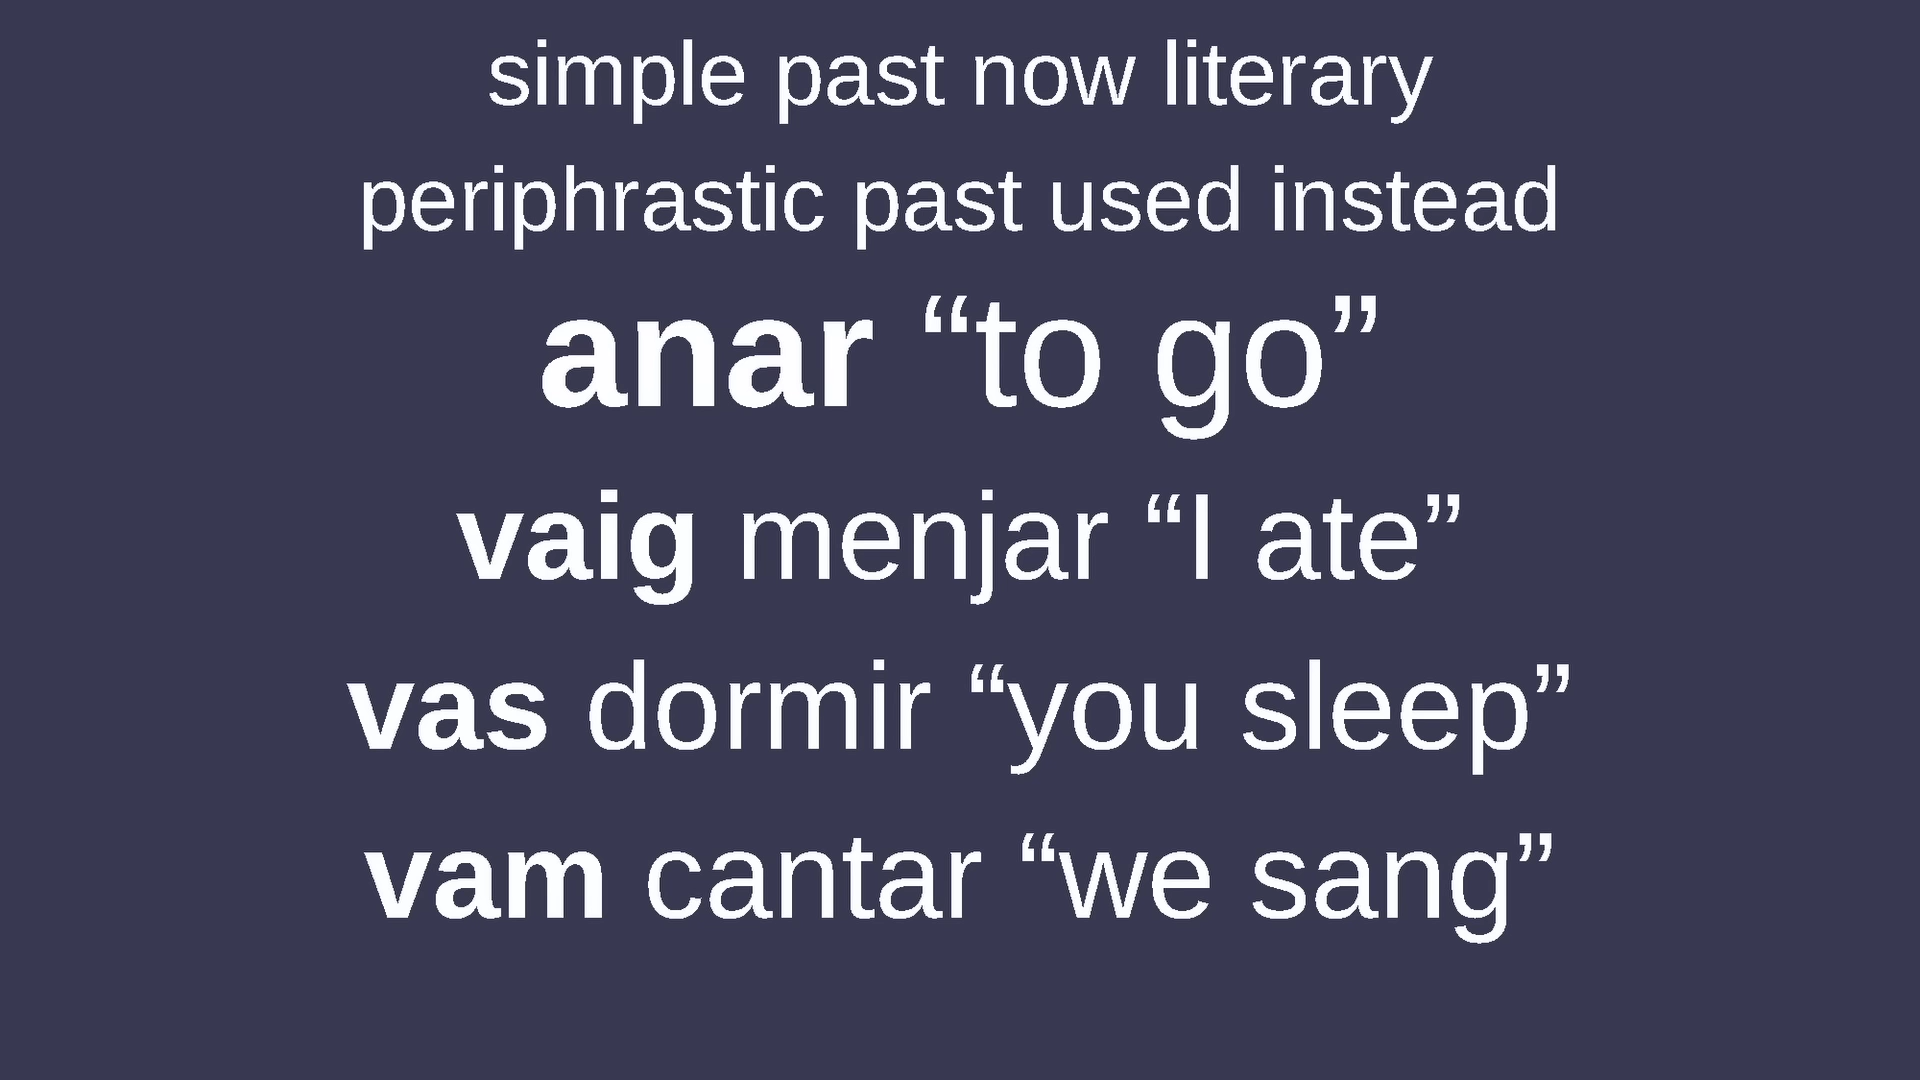 simple past now literary
periphrastic past used instead
anar “to go”
vaig menjar “I ate”
vas dormir “you sleep”
vam cantar “we sang”